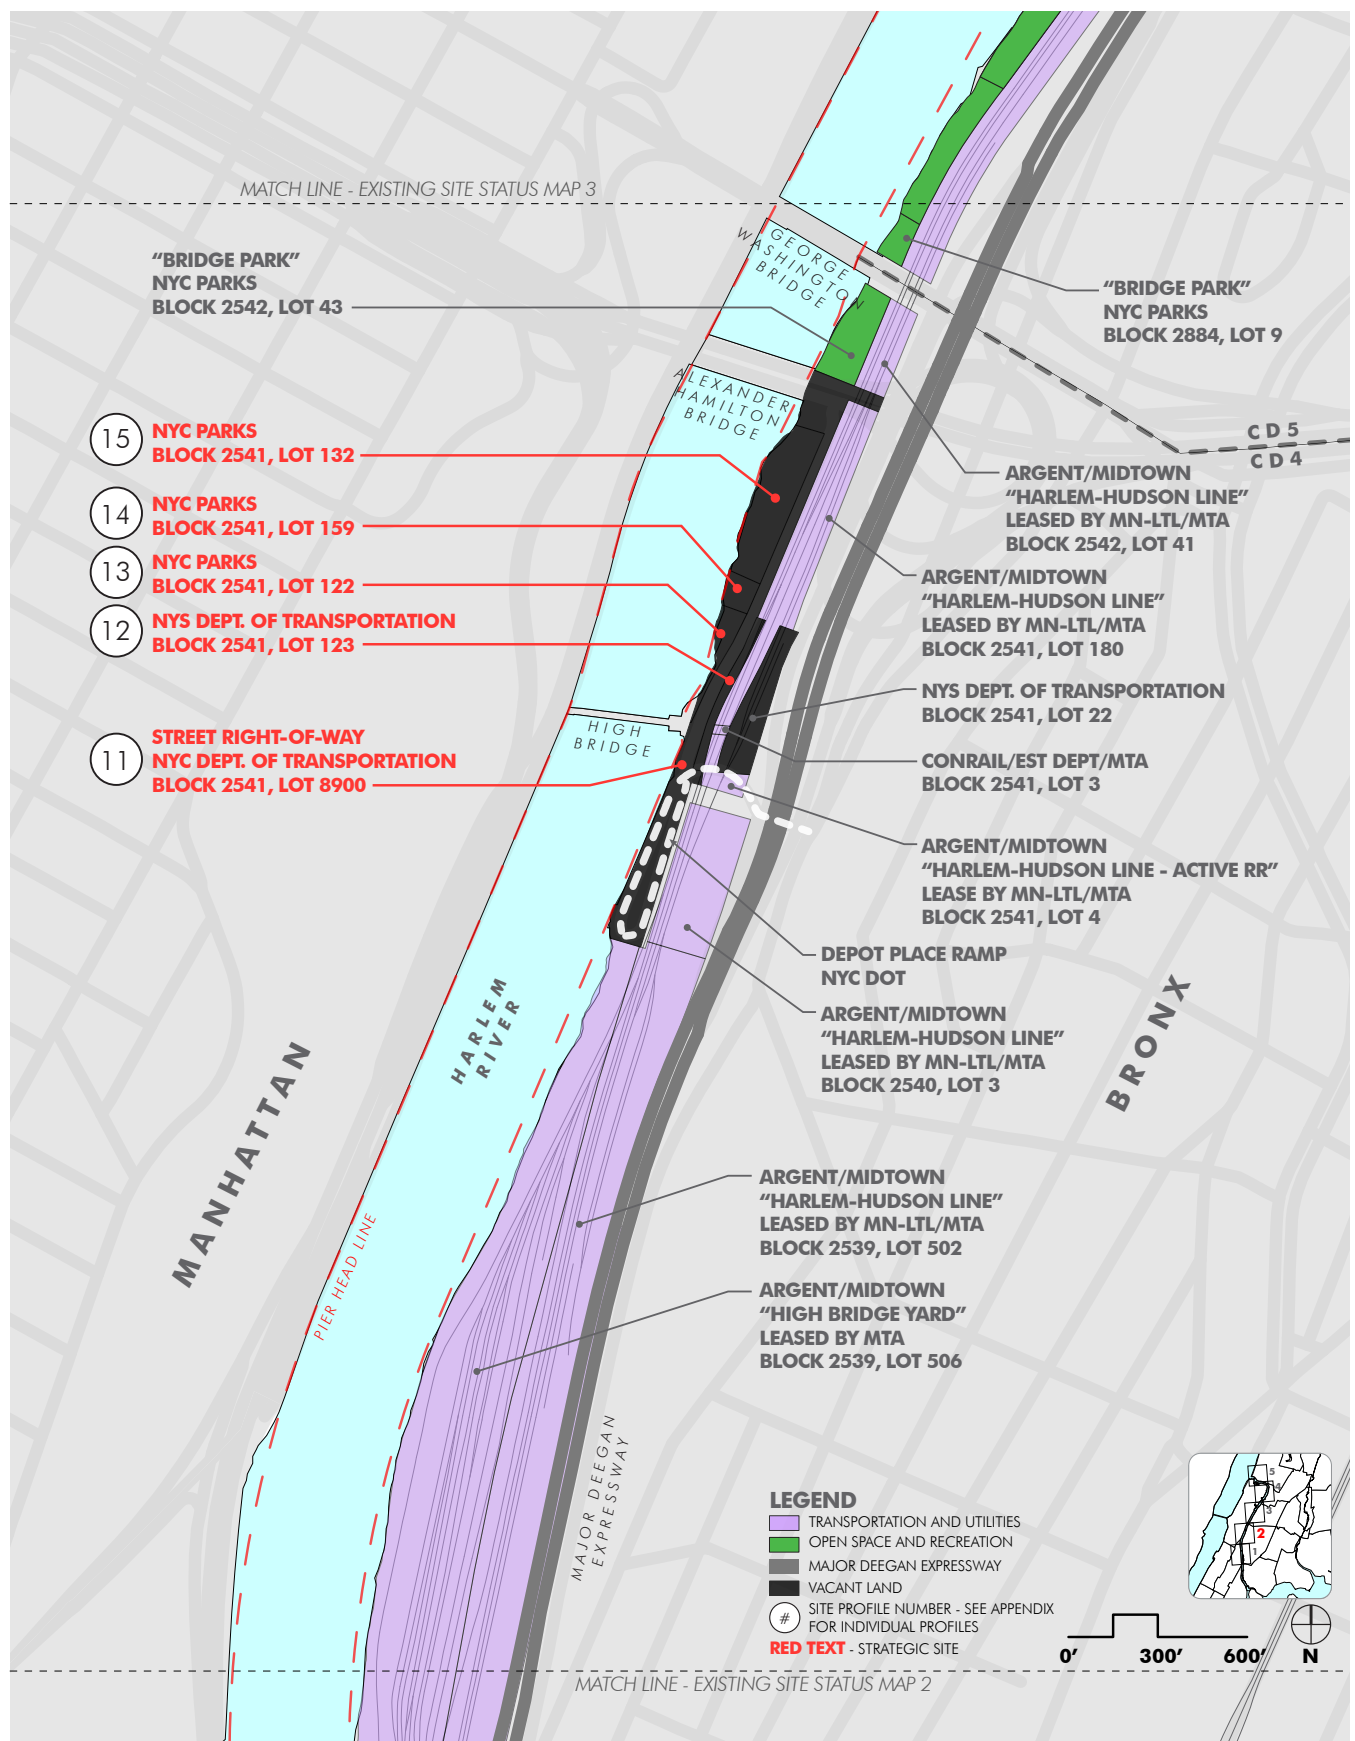 MATCH LINE - EXISTING SITE STATUS MAP 3
GEORGE
WASHINGTON
BRIDGE
“BRIDGE PARK”
NYC PARKS
BLOCK 2542, LOT 43
“BRIDGE PARK”
NYC PARKS
BLOCK 2884, LOT 9
ALEXANDER
HAMILTON
BRIDGE
CD 5
CD 4
15
NYC PARKS
BLOCK 2541, LOT 132
ARGENT/MIDTOWN
“HARLEM-HUDSON LINE”
LEASED BY MN-LTL/MTA
BLOCK 2542, LOT 41
14
NYC PARKS
BLOCK 2541, LOT 159
13
NYC PARKS
BLOCK 2541, LOT 122
ARGENT/MIDTOWN
“HARLEM-HUDSON LINE”
LEASED BY MN-LTL/MTA
BLOCK 2541, LOT 180
12
NYS DEPT. OF TRANSPORTATION
BLOCK 2541, LOT 123
NYS DEPT. OF TRANSPORTATION
BLOCK 2541, LOT 22
HIGH
BRIDGE
11
STREET RIGHT-OF-WAY
NYC DEPT. OF TRANSPORTATION
BLOCK 2541, LOT 8900
CONRAIL/EST DEPT/MTA
BLOCK 2541, LOT 3
ARGENT/MIDTOWN
“HARLEM-HUDSON LINE - ACTIVE RR”
LEASE BY MN-LTL/MTA
BLOCK 2541, LOT 4
DEPOT PLACE RAMP
NYC DOT
ARGENT/MIDTOWN
“HARLEM-HUDSON LINE”
LEASED BY MN-LTL/MTA
BLOCK 2540, LOT 3
HARLEM
RIVER
BRONX
MANHATTAN
PIER HEAD LINE
ARGENT/MIDTOWN
“HARLEM-HUDSON LINE”
LEASED BY MN-LTL/MTA
BLOCK 2539, LOT 502
ARGENT/MIDTOWN
“HIGH BRIDGE YARD”
LEASED BY MTA
BLOCK 2539, LOT 506
MAJOR DEEGAN
EXPRESSWAY
LEGEND
TRANSPORTATION AND UTILITIES
OPEN SPACE AND RECREATION
MAJOR DEEGAN EXPRESSWAY
VACANT LAND
# SITE PROFILE NUMBER - SEE APPENDIX
FOR INDIVIDUAL PROFILES
RED TEXT - STRATEGIC SITE
5
4
3
2
1
0’ 300’ 600’ N
MATCH LINE - EXISTING SITE STATUS MAP 2